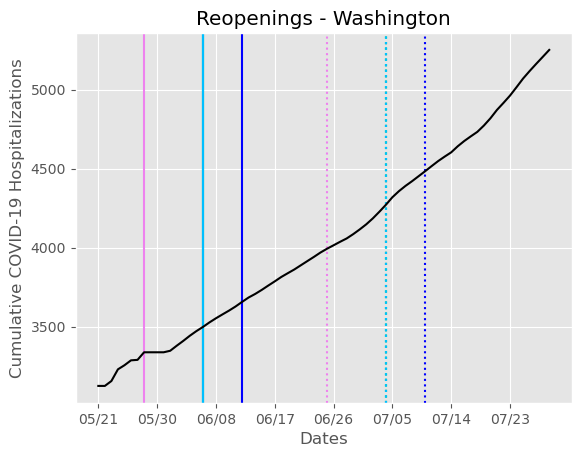 Reopenings - Washington
Cumulative COVID-19 Hospitalizations
5000
4500
4000
3500
05/21 05/30 06/08 06/17 06/26 07/05 07/14 07/23
Dates